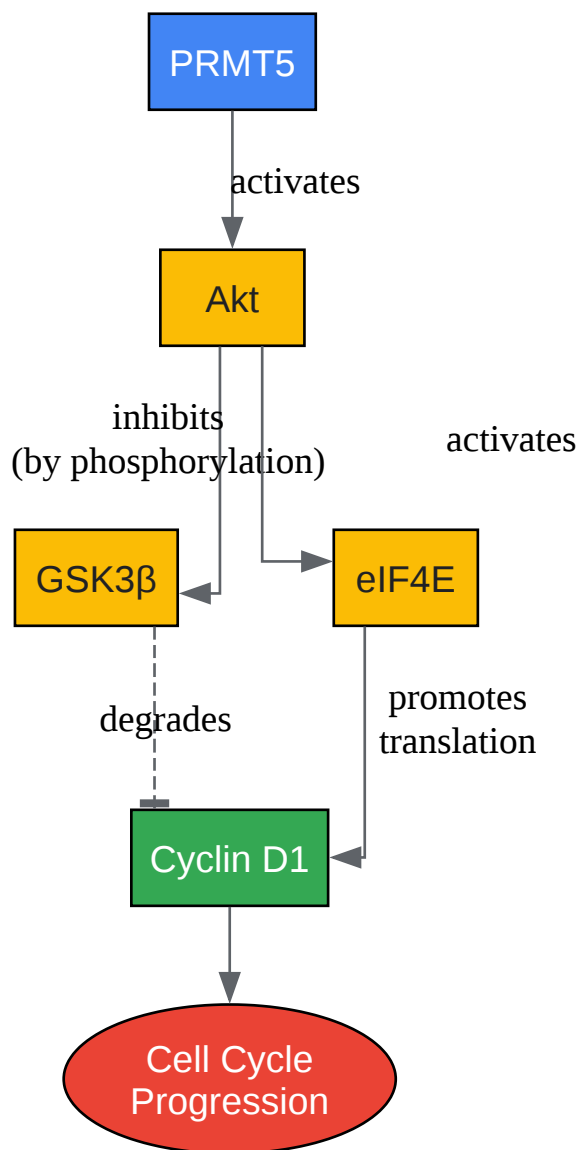 PRMT5
activates
Akt
inhibits
(by phosphorylation)
activates
GSK3β
eIF4E
degrades
promotes
translation
Cyclin D1
Cell Cycle
Progression